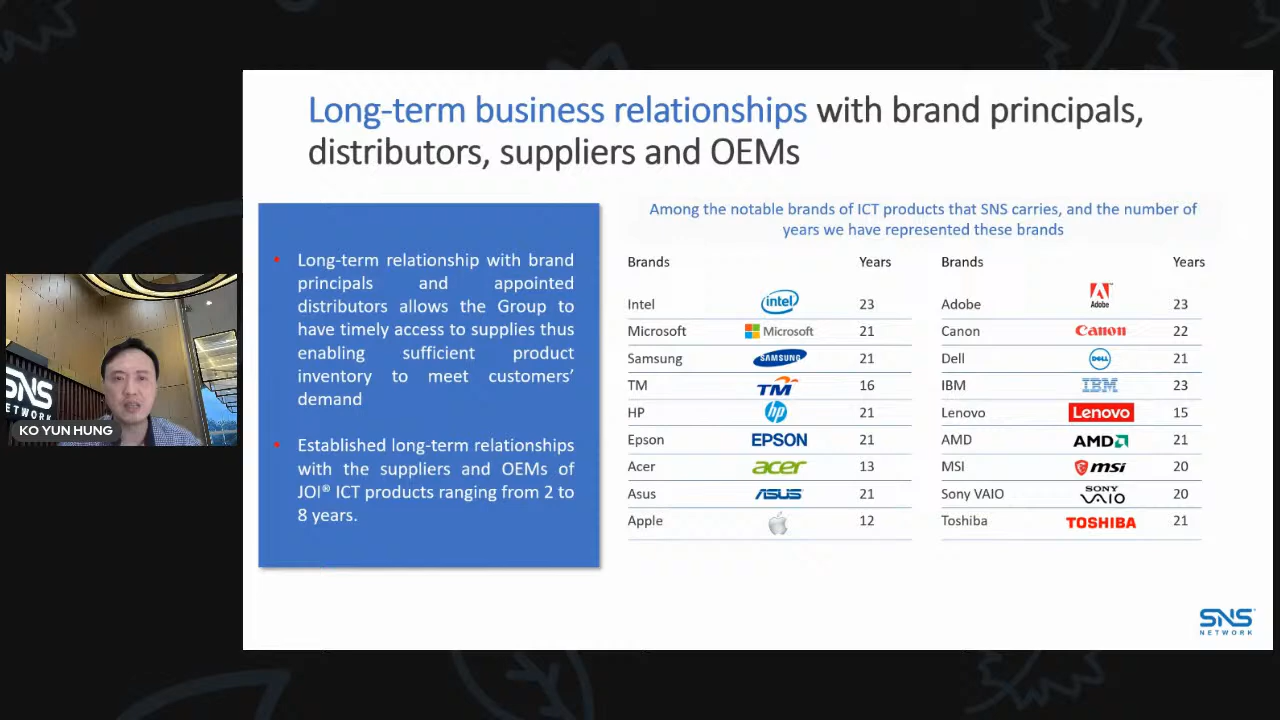 Long-term business relationships with brand principals,
distributors, suppliers and OEMs
Long-term relationship with brand
principals and appointed
distributors allows the Group to
have timely access to supplies thus
enabling sufficient product
inventory to meet customers’
demand
Established long-term relationships
with the suppliers and OEMs of
JOI® ICT products ranging from 2 to
8 years.
Among the notable brands of ICT products that SNS carries, and the number of
years we have represented these brands
Brands Years
Intel intel 23
Microsoft Microsoft 21
Samsung SAMSUNG 21
TM TM 16
HP hp 21
Epson EPSON 21
Acer acer 13
Asus ASUS 21
Apple 12
Brands Years
Adobe Adobe 23
Canon Canon 22
Dell DELL 21
IBM IBM 23
Lenovo Lenovo 15
AMD AMD 21
MSI msi 20
Sony VAIO SONY VAIO 20
Toshiba TOSHIBA 21
SNS
NETWORK
SNS
NETWORK
KO YUN HUNG